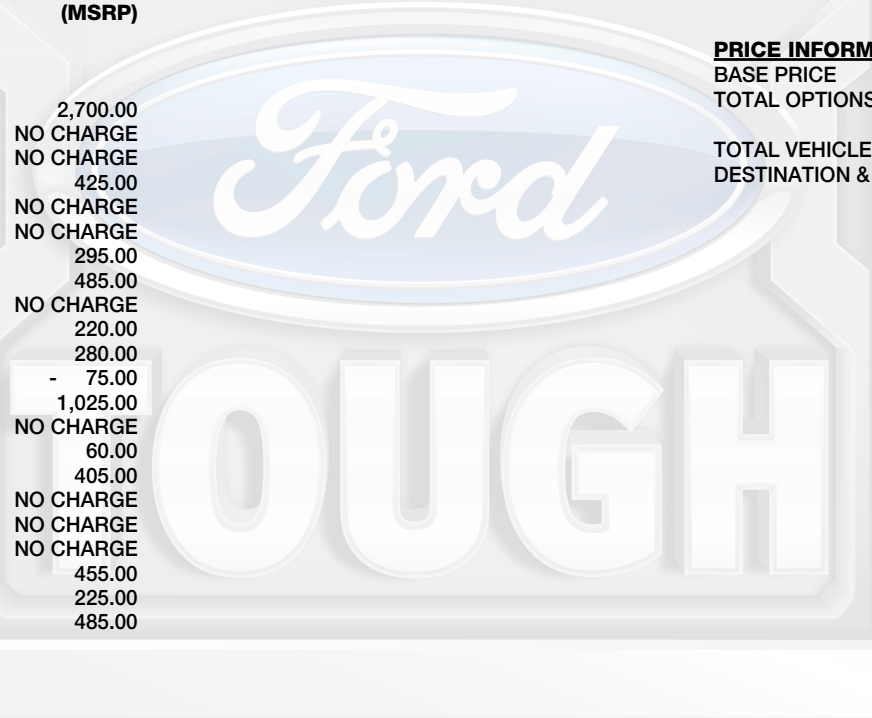 (MSRP)
2,700.00
NO CHARGE
NO CHARGE
425.00
NO CHARGE
NO CHARGE
295.00
485.00
NO CHARGE
220.00
280.00
- 75.00
1,025.00
NO CHARGE
60.00
405.00
NO CHARGE
NO CHARGE
NO CHARGE
455.00
225.00
485.00
PRICE INFORM
BASE PRICE
TOTAL OPTIONS
TOTAL VEHICLE
DESTINATION &
Ford
TOUGH